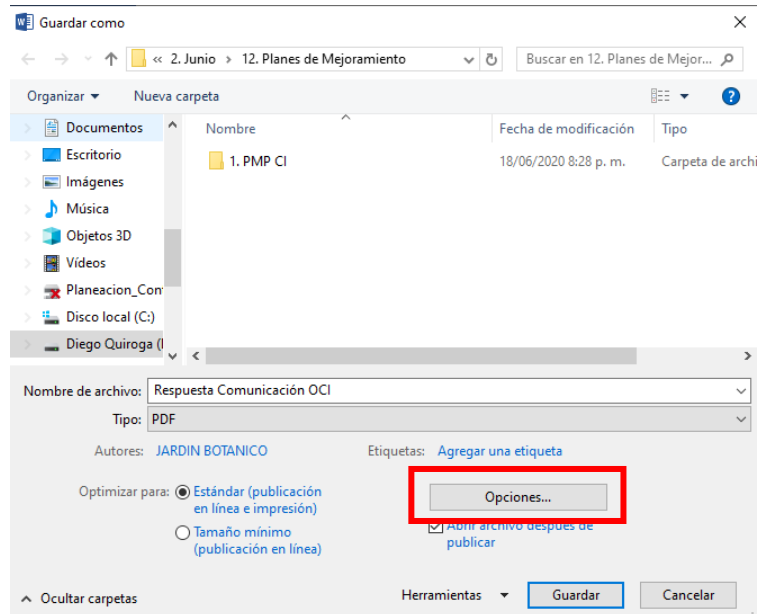 Guardar como
« 2. Junio › 12. Planes de Mejoramiento
Buscar en 12. Planes de Mejor...
Organizar
Nueva carpeta
Documentos
Escritorio
Imágenes
Música
Objetos 3D
Vídeos
Planeacion_Con
Disco local (C:)
Diego Quiroga (
Nombre Fecha de modificación Tipo
1. PMP CI 18/06/2020 8:28 p. m. Carpeta de archi
Nombre de archivo: Respuesta Comunicación OCI
Tipo: PDF
Autores: JARDIN BOTANICO
Etiquetas: Agregar una etiqueta
Optimizar para: Estándar (publicación
en línea e impresión)
Tamaño mínimo
(publicación en línea)
Opciones...
Abrir archivo después de
publicar
Ocultar carpetas
Herramientas Guardar Cancelar